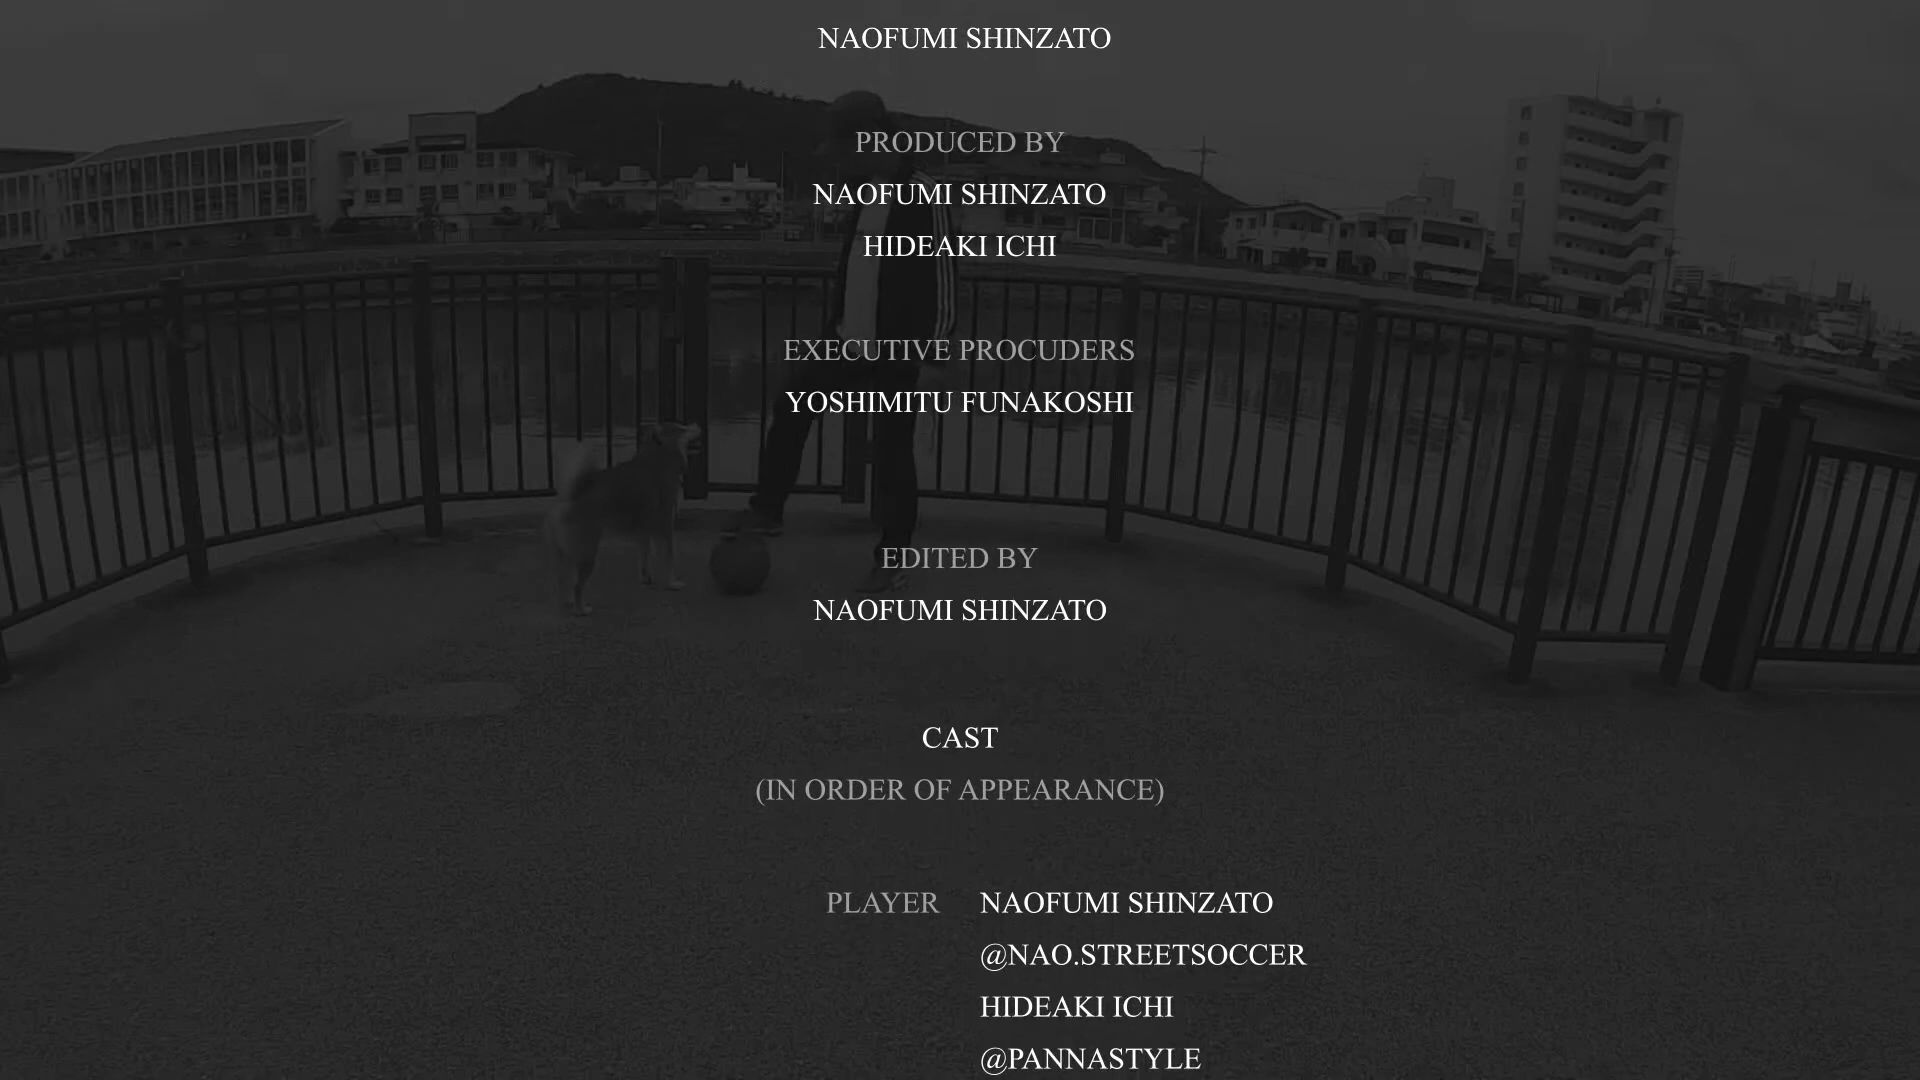 NAOFUMI SHINZATO
PRODUCED BY
NAOFUMI SHINZATO
HIDEAKI ICHI
EXECUTIVE PROCUDERS
YOSHIMITU FUNAKOSHI
EDITED BY
NAOFUMI SHINZATO
CAST
(IN ORDER OF APPEARANCE)
PLAYER NAOFUMI SHINZATO
@NAO.STREETSOCCER
HIDEAKI ICHI
@PANNASTYLE